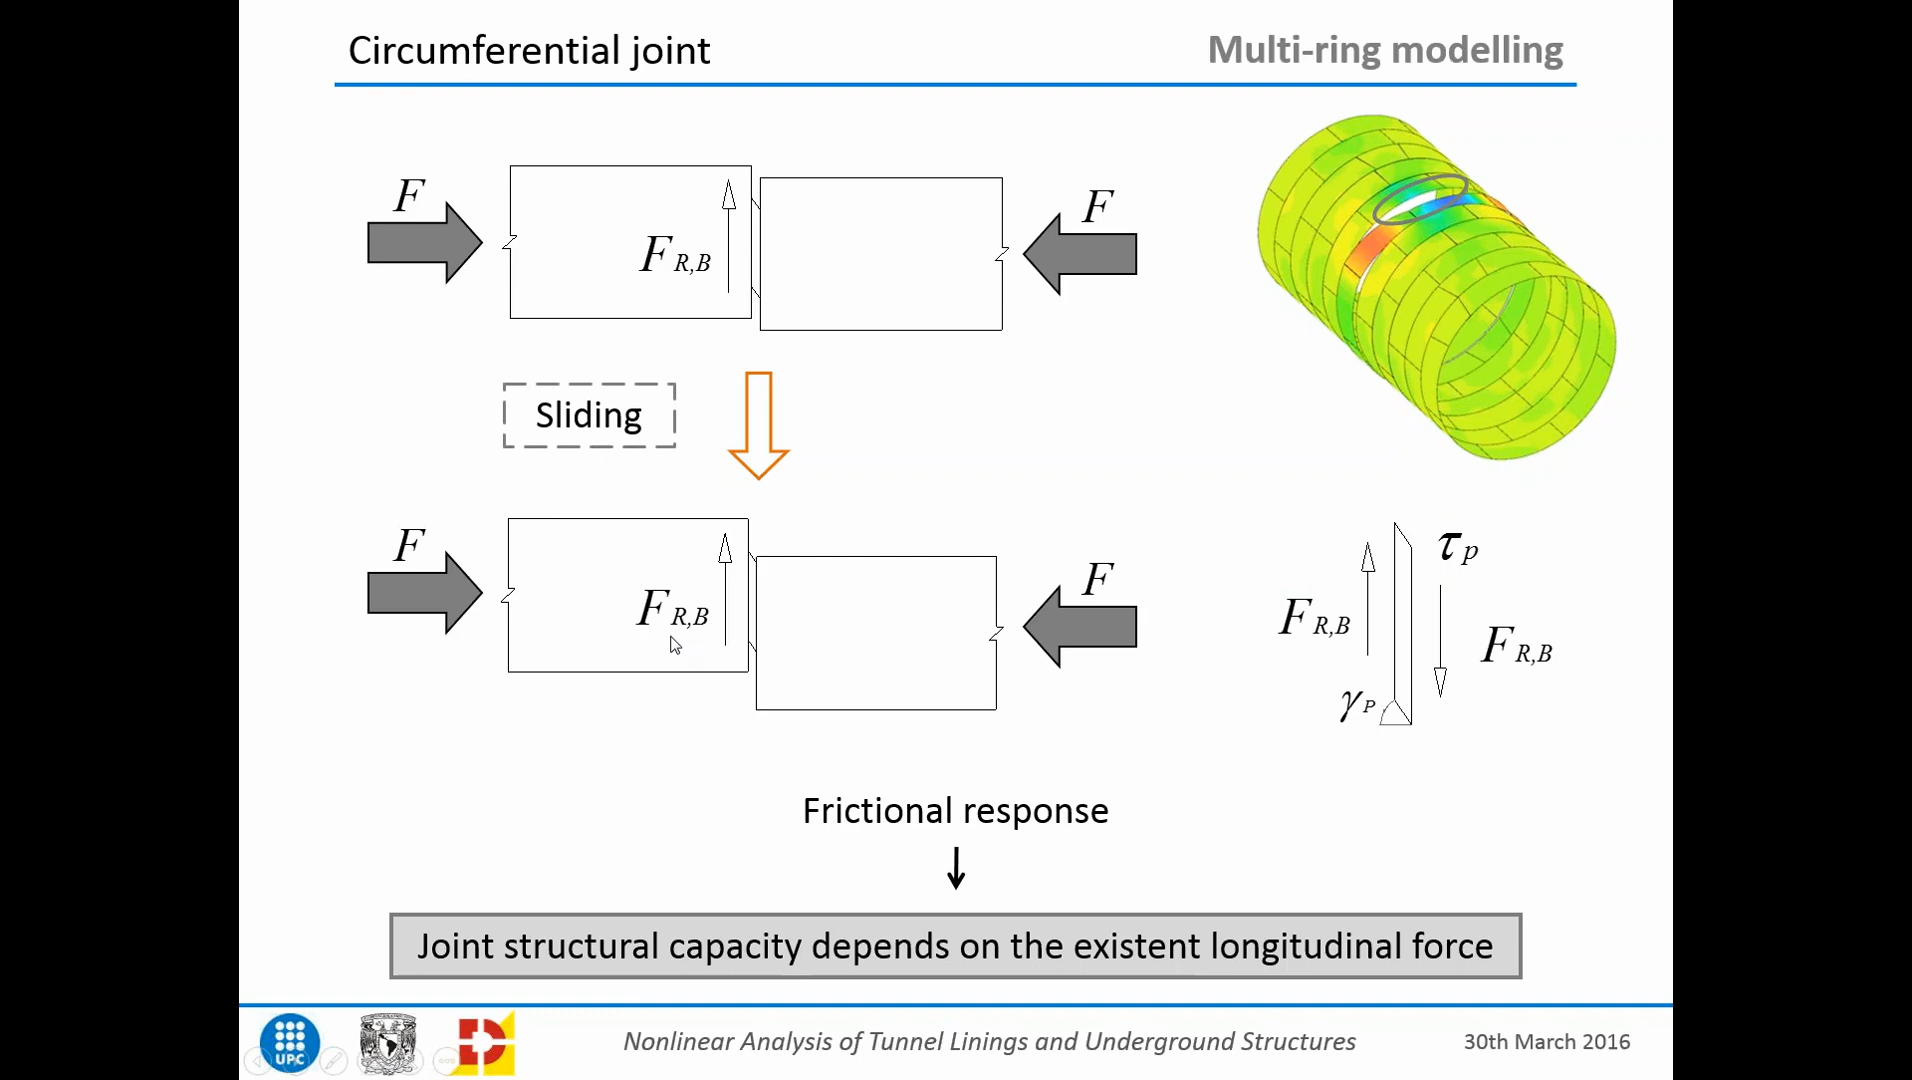 Circumferential joint
Multi-ring modelling
F
F
F R,B
Sliding
F
F
F R,B
τ p
F R,B
F R,B
γ P
Frictional response
Joint structural capacity depends on the existent longitudinal force
UPC
Nonlinear Analysis of Tunnel Linings and Underground Structures
30th March 2016